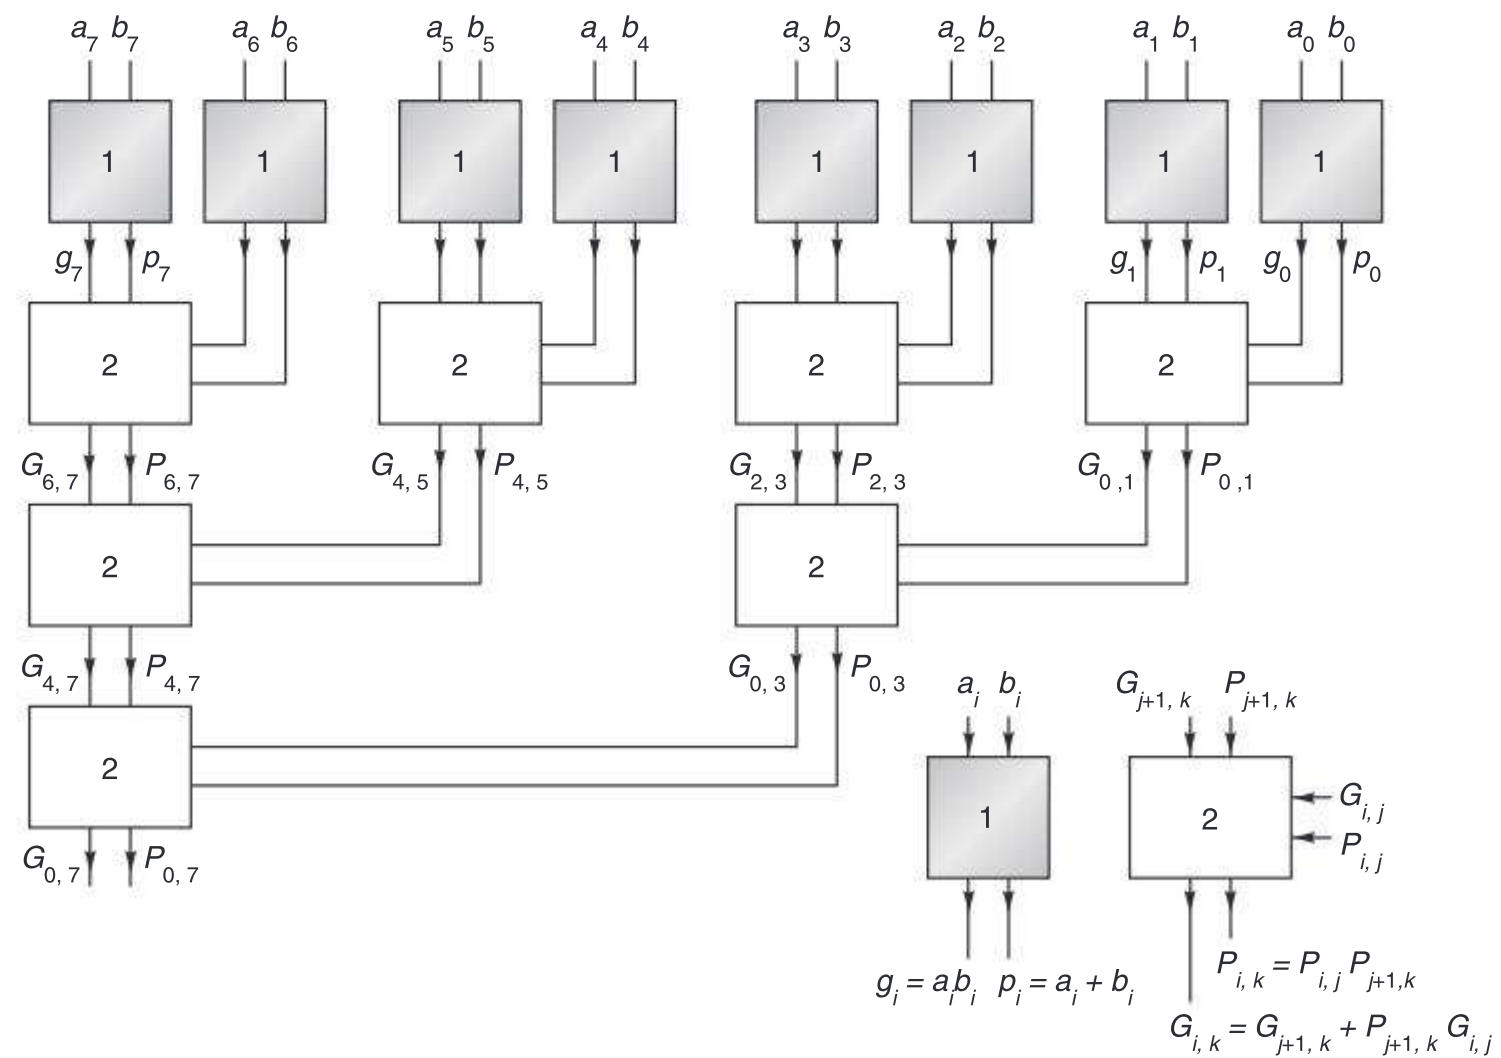 a7 b7 a6 b6 a5 b5 a4 b4 a3 b3 a2 b2 a1 b1 a0 b0
1 1 1 1 1 1 1 1
g7 p7 g1 p1 g0 p0
2 2 2 2
G6, 7 P6, 7 G4, 5 P4, 5 G2, 3 P2, 3 G0 ,1 P0 ,1
2 2
G4, 7 P4, 7 G0, 3 P0, 3
ai bi Gj+1, k Pj+1, k
2
1 2 Gi, j
Pi, j
G0, 7 P0, 7
gi = aibi pi = ai + bi Pi, k = Pi, j Pj+1,k
Gi, k = Gj+1, k + Pj+1, k Gi, j